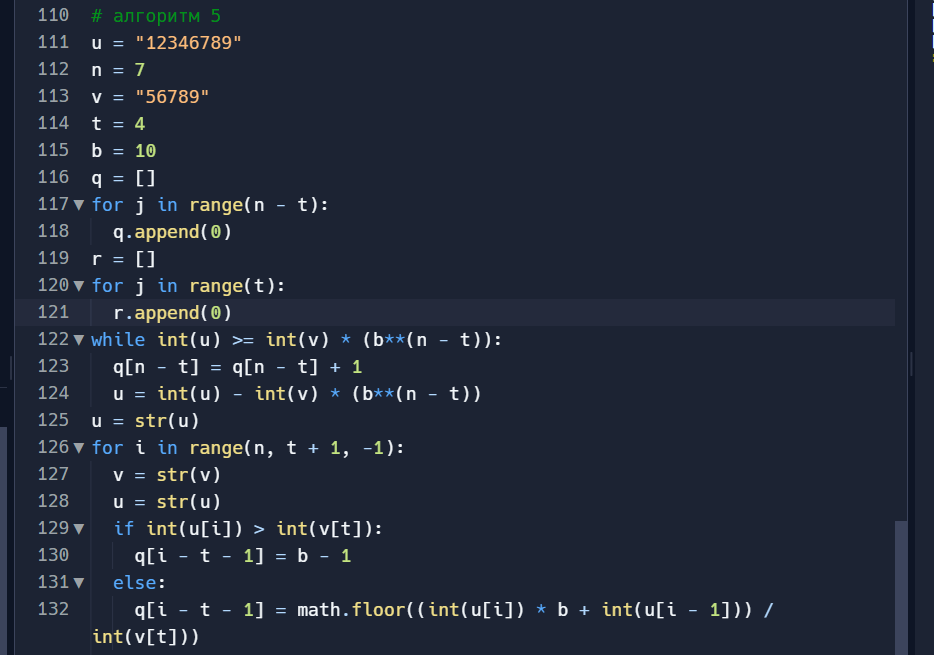 110 # алгоритм 5
111 u = "12346789"
112 n = 7
113 v = "56789"
114 t = 4
115 b = 10
116 q = []
117 for j in range(n - t):
118 q.append(0)
119 r = []
120 for j in range(t):
121 r.append(0)
122 while int(u) >= int(v) * (b**(n - t)):
123 q[n - t] = q[n - t] + 1
124 u = int(u) - int(v) * (b**(n - t))
125 u = str(u)
126 for i in range(n, t + 1, -1):
127 v = str(v)
128 u = str(u)
129 if int(u[i]) > int(v[t]):
130 q[i - t - 1] = b - 1
131 else:
132 q[i - t - 1] = math.floor((int(u[i]) * b + int(u[i - 1])) /
int(v[t]))